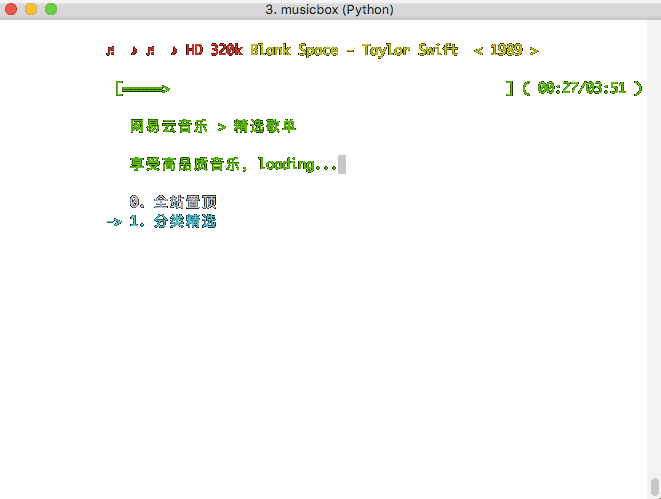 3. musicbox (Python)
♫ ♪ ♫ ♪ HD 320k Blank Space - Taylor Swift < 1989 >
[=====> ] ( 00:27/03:51 )
网易云音乐 > 精选歌单
享受高品质音乐, loading...
0. 全站置顶
-> 1. 分类精选